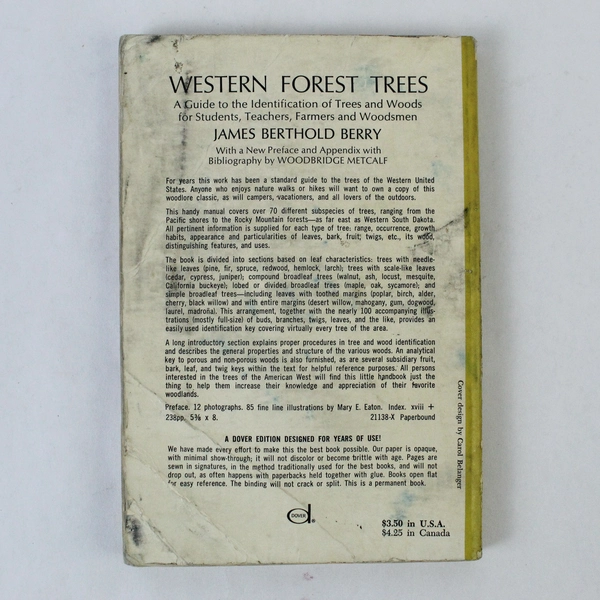 WESTERN FOREST TREES
A Guide to the Identification of Trees and Woods
for Students, Teachers, Farmers and Woodsmen
JAMES BERTHOLD BERRY
With a New Preface and Appendix with
Bibliography by WOODBRIDGE METCALF
For years this work has been a standard guide to the trees of the Western United
States. Anyone who enjoys nature walks or hikes will want to own a copy of this
woodlore classic, as will campers, vacationers, and all lovers of the outdoors.
This handy manual covers over 70 different subspecies of trees, ranging from the
Pacific shores to the Rocky Mountain forests—as far east as Western South Dakota.
All pertinent information is supplied for each type of tree: range, occurrence, growth
habits, appearance and particularities of leaves, bark, fruit, twigs, etc., its wood,
distinguishing features, and uses.
The book is divided into sections based on leaf characteristics: trees with needle-
like leaves (pine, fir, spruce, redwood, hemlock, larch); trees with scale-like leaves
(cedar, cypress, juniper); compound broadleaf trees (walnut, ash, locust, mesquite,
California buckeye); lobed or divided broadleaf trees (maple, oak, sycamore); and
simple broadleaf trees—including leaves with toothed margins (poplar, birch, alder,
cherry, black willow) and with entire margins (desert willow, mahogany, gum, dogwood,
laurel, madroña). This arrangement, together with the nearly 100 accompanying illus-
trations (mostly full-size) of buds, branches, twigs, leaves, and the like, provides an
easily used identification key covering virtually every tree of the area.
A long introductory section explains proper procedures in tree and wood identification
and describes the general properties and structure of the various woods. An analytical
key to porous and non-porous woods is also furnished, as are several subsidiary fruit,
bark, leaf, and twig keys within the text for helpful reference purposes. All persons
interested in the trees of the American West will find this little handbook just the
thing to help them increase their knowledge and appreciation of their favorite
woodlands.
Preface. 12 photographs. 85 fine line illustrations by Mary E. Eaton. Index. xviii +
238pp. 5⅜ x 8. 21138-X Paperbound
A DOVER EDITION DESIGNED FOR YEARS OF USE!
We have made every effort to make this the best book possible. Our paper is opaque,
with minimal show-through; it will not discolor or become brittle with age. Pages are
sewn in signatures, in the method traditionally used for the best books, and will not
drop out, as often happens with paperbacks held together with glue. Books open flat
for easy reference. The binding will not crack or split. This is a permanent book.
DOVER
®
$3.50 in U.S.A.
$4.25 in Canada
Cover design by Carol Belanger